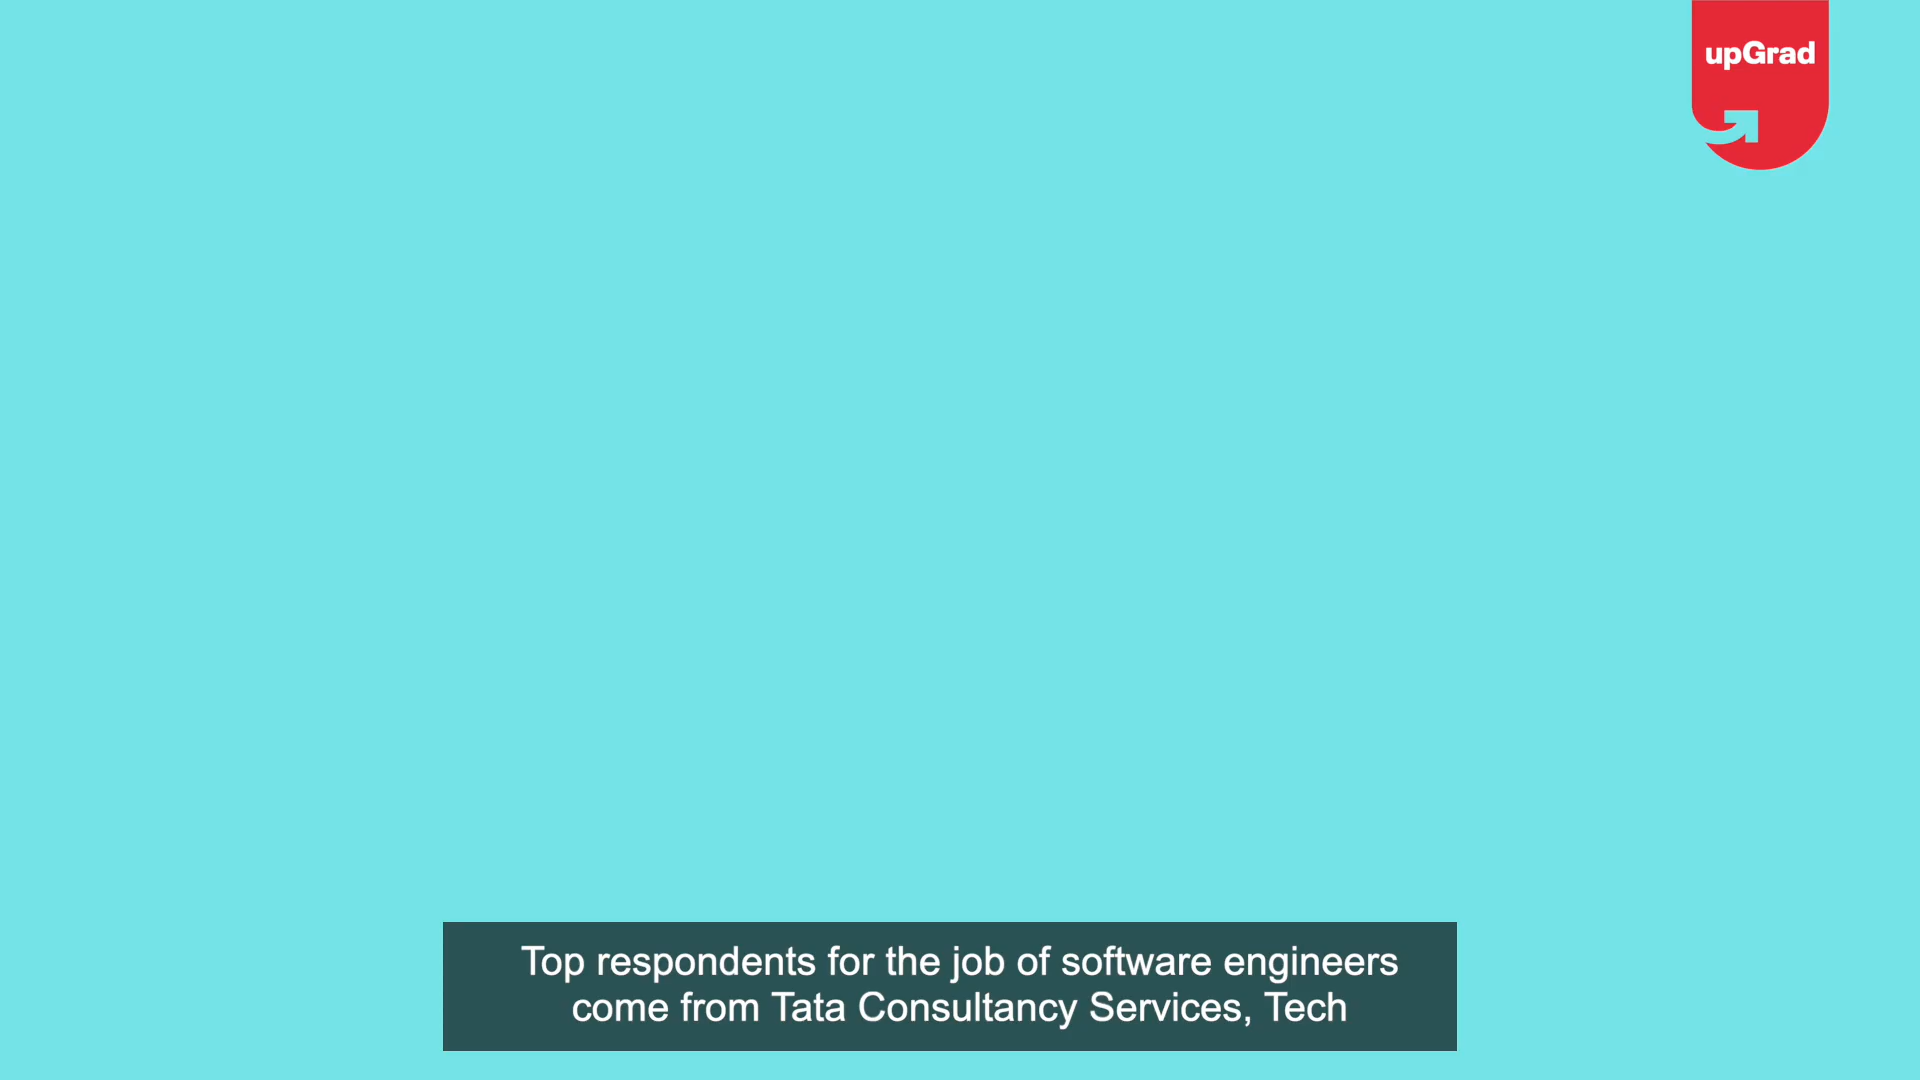 upGrad
Top respondents for the job of software engineers
come from Tata Consultancy Services, Tech